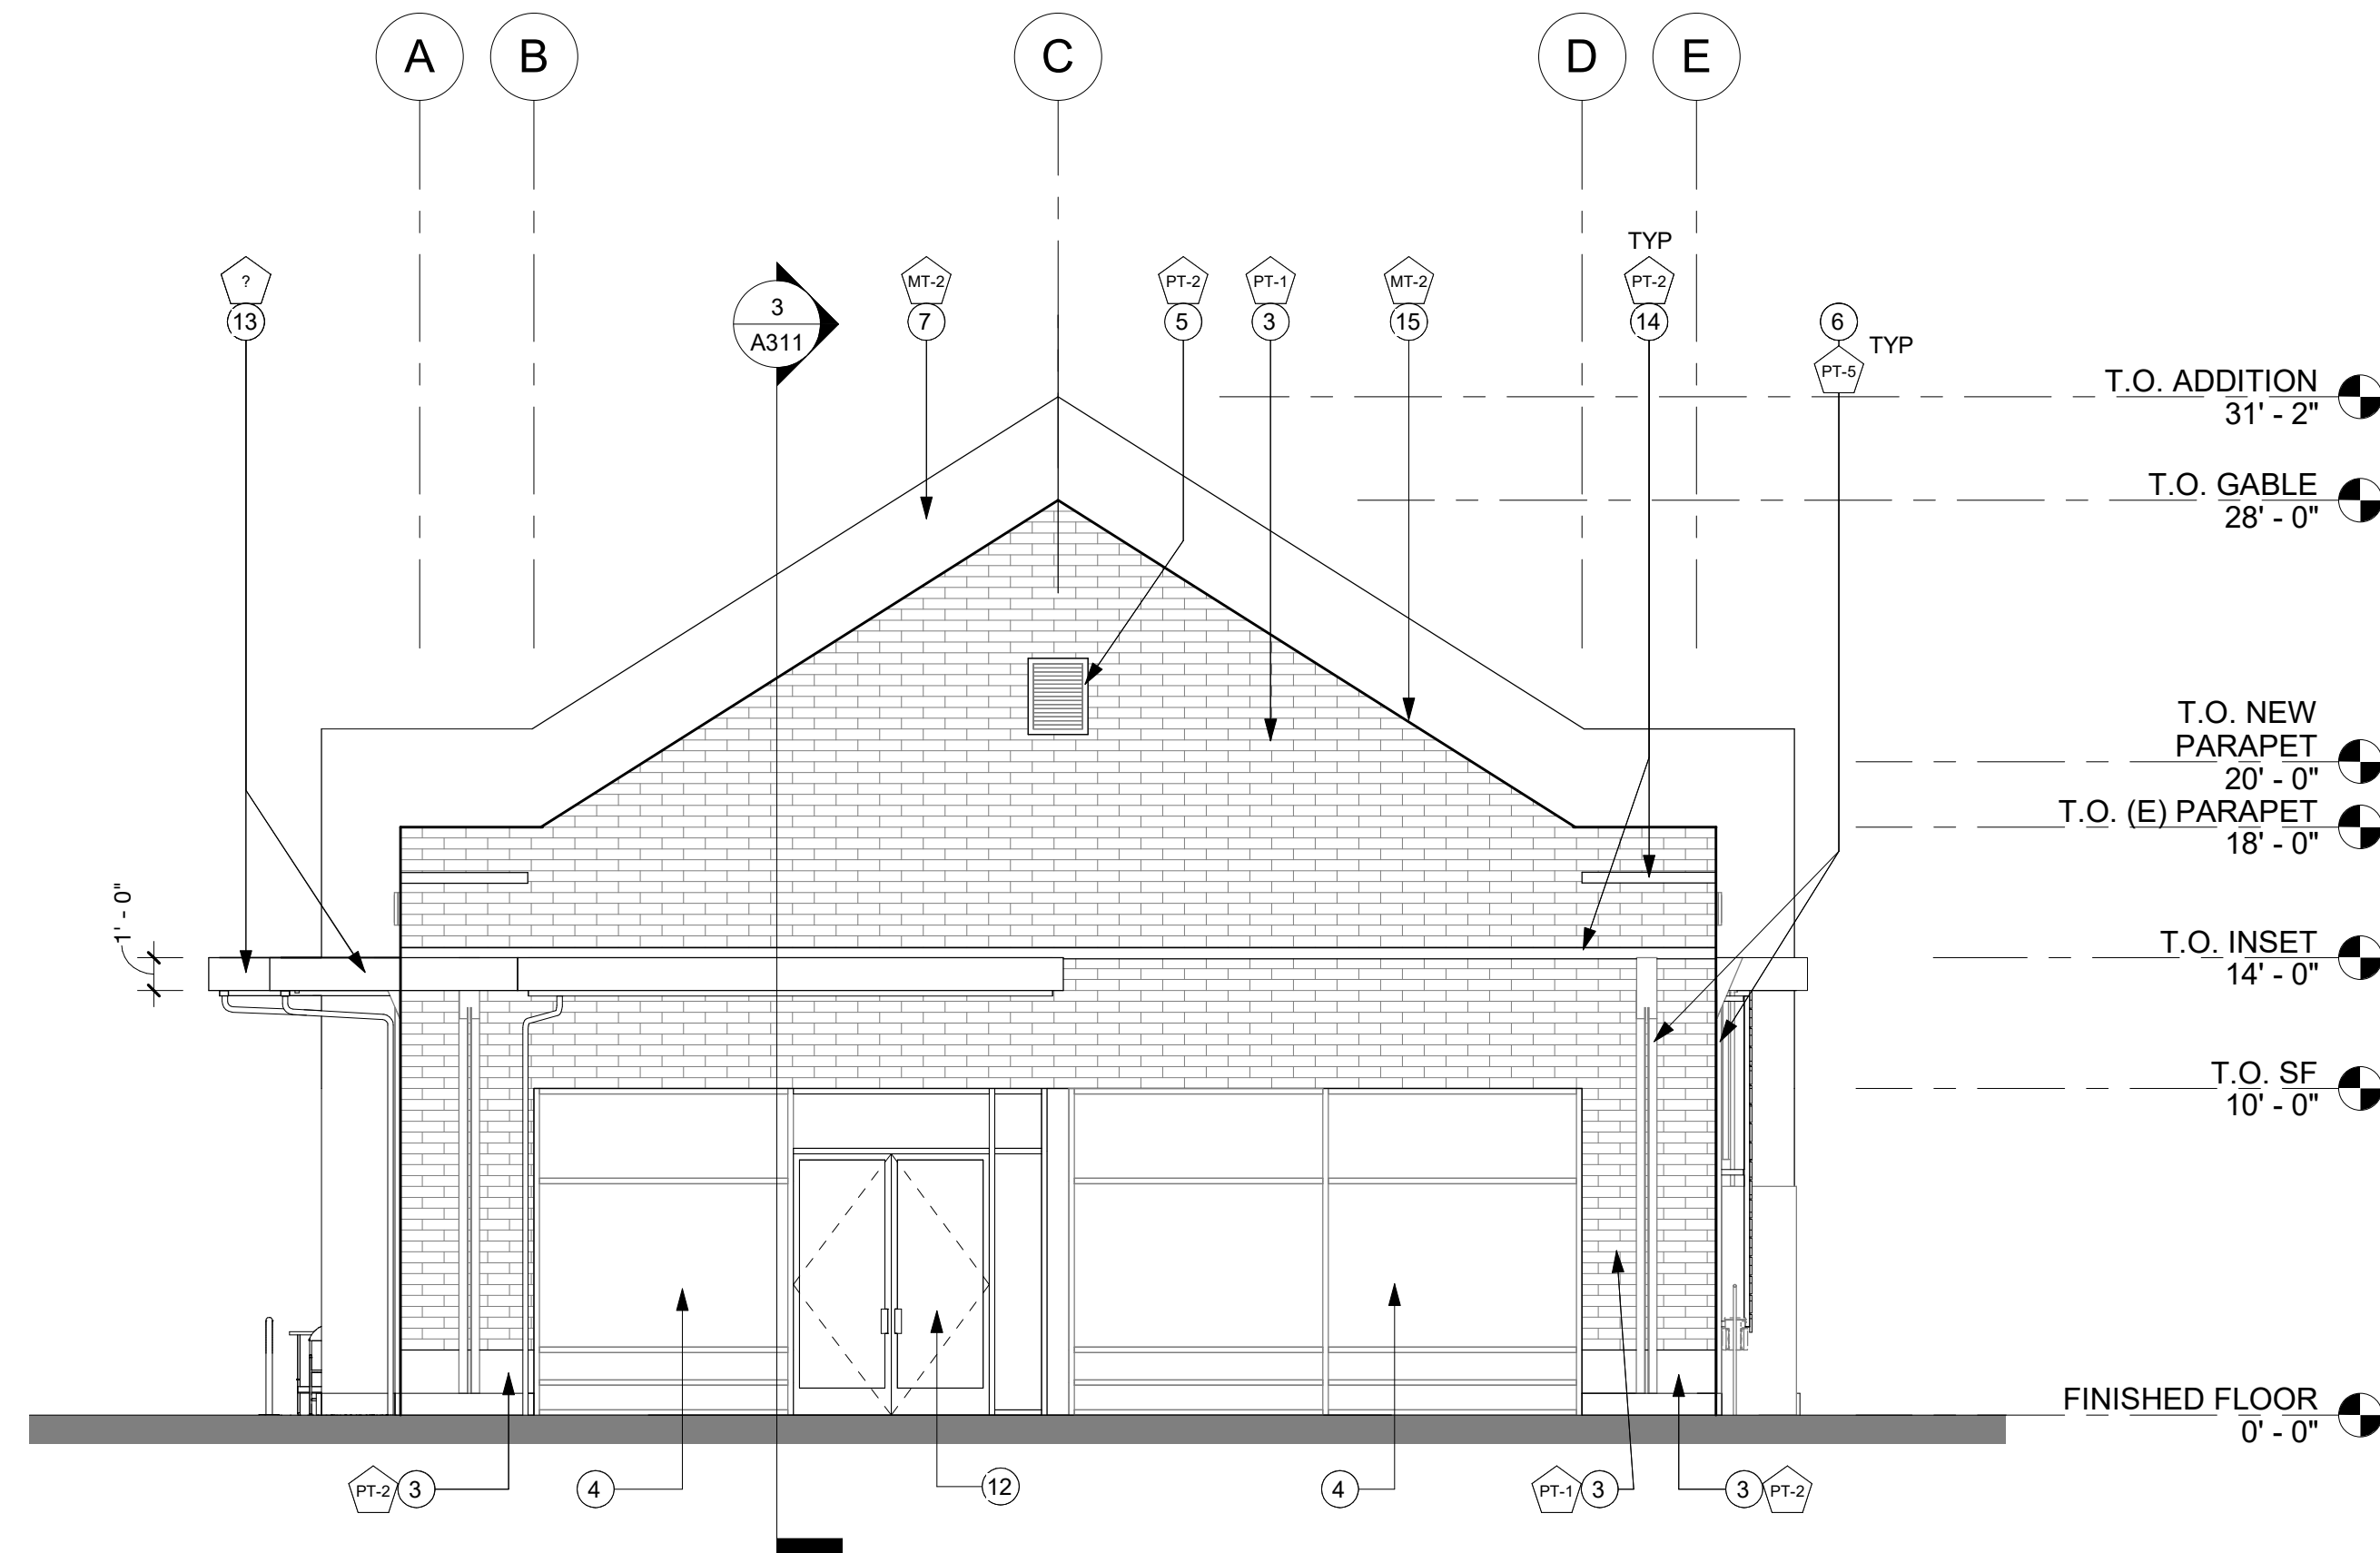 A
B
C
D
E
TYP
?
MT-2
PT-2
PT-1
MT-2
PT-2
13
3
A311
7
5
3
15
14
6
TYP
PT-5
T.O. ADDITION
31' - 2"
T.O. GABLE
28' - 0"
T.O. NEW
PARAPET
20' - 0"
T.O. (E) PARAPET
18' - 0"
1' - 0"
T.O. INSET
14' - 0"
T.O. SF
10' - 0"
FINISHED FLOOR
0' - 0"
PT-2
3
4
12
4
PT-1
3
3
PT-2